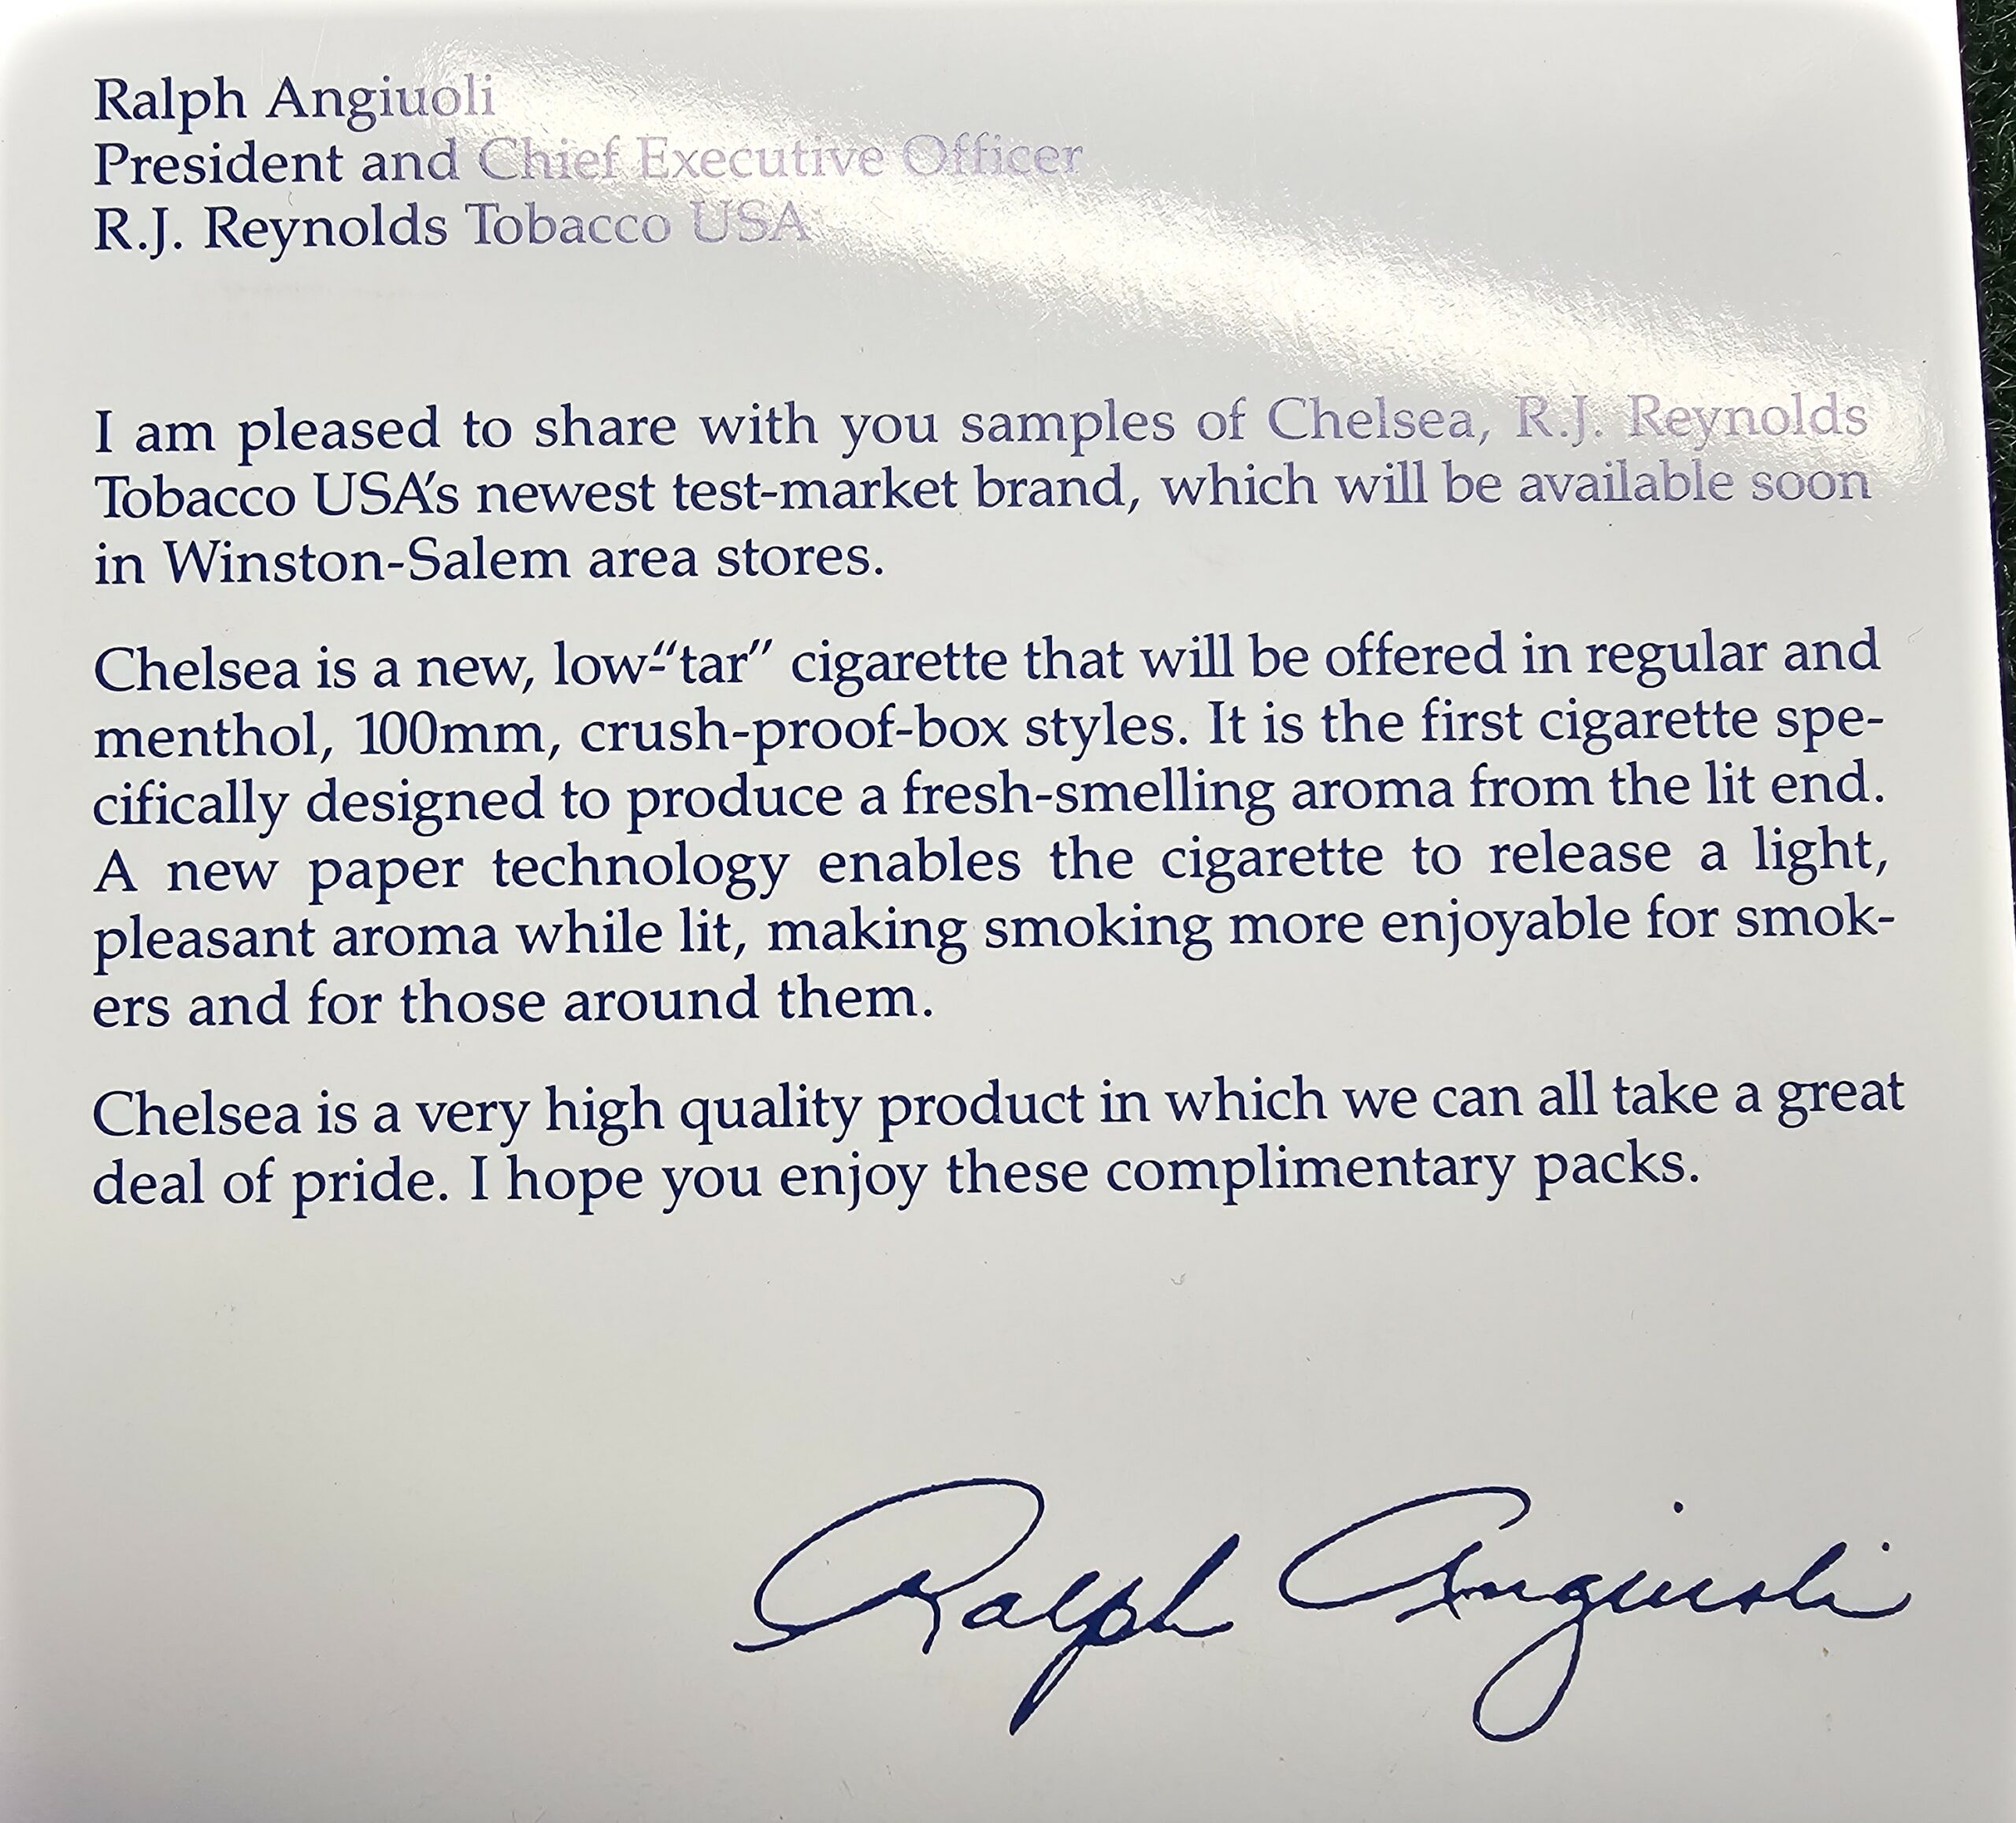 Ralph Angiuoli
President and Chief Executive Officer
R.J. Reynolds Tobacco USA
I am pleased to share with you samples of Chelsea, R.J. Reynolds
Tobacco USA's newest test-market brand, which will be available soon
in Winston-Salem area stores.
Chelsea is a new, low-“tar” cigarette that will be offered in regular and
menthol, 100mm, crush-proof-box styles. It is the first cigarette spe-
cifically designed to produce a fresh-smelling aroma from the lit end.
A new paper technology enables the cigarette to release a light,
pleasant aroma while lit, making smoking more enjoyable for smok-
ers and for those around them.
Chelsea is a very high quality product in which we can all take a great
deal of pride. I hope you enjoy these complimentary packs.
Ralph Angiuoli